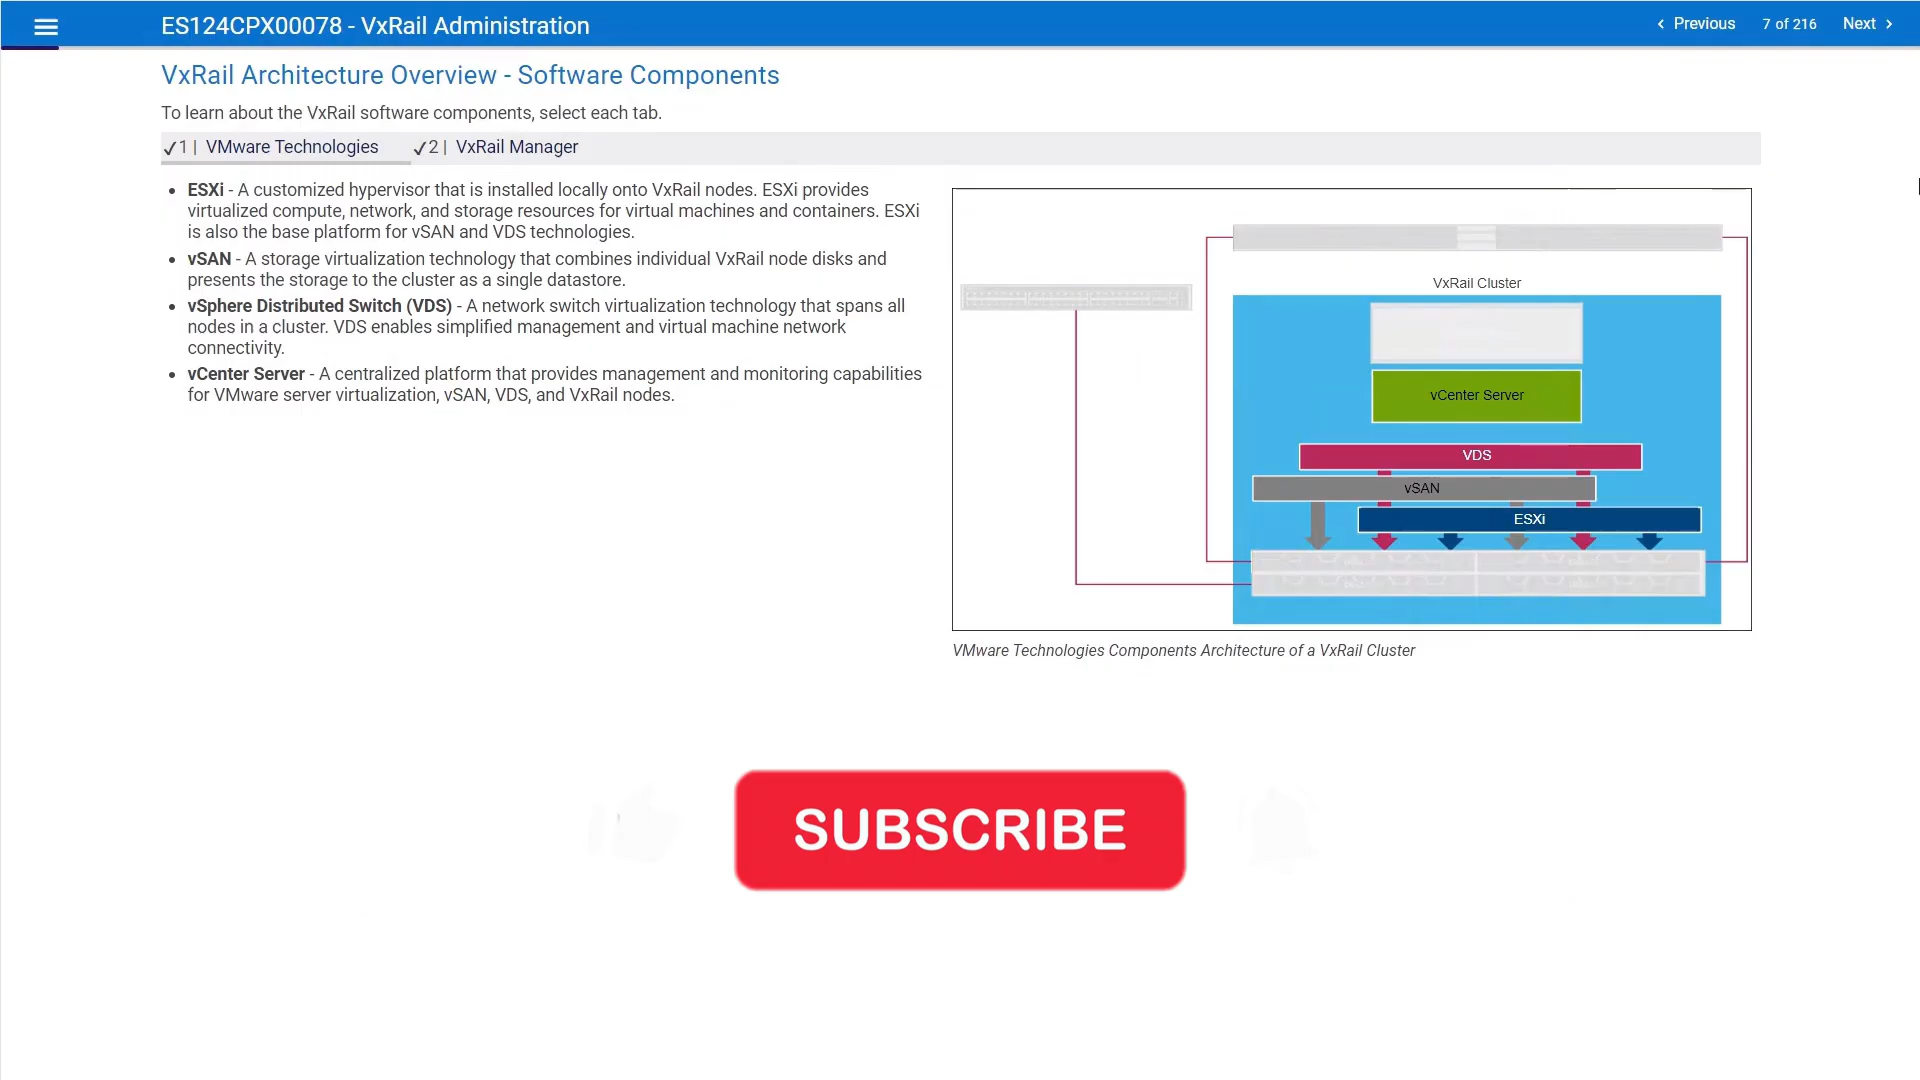 ES124CPX00078 - VxRail Administration
Previous
7 of 216
Next
VxRail Architecture Overview - Software Components
To learn about the VxRail software components, select each tab.
1 | VMware Technologies
2 | VxRail Manager
ESXi - A customized hypervisor that is installed locally onto VxRail nodes. ESXi provides
virtualized compute, network, and storage resources for virtual machines and containers. ESXi
is also the base platform for vSAN and VDS technologies.
vSAN - A storage virtualization technology that combines individual VxRail node disks and
presents the storage to the cluster as a single datastore.
vSphere Distributed Switch (VDS) - A network switch virtualization technology that spans all
nodes in a cluster. VDS enables simplified management and virtual machine network
connectivity.
vCenter Server - A centralized platform that provides management and monitoring capabilities
for VMware server virtualization, vSAN, VDS, and VxRail nodes.
VxRail Cluster
vCenter Server
VDS
vSAN
ESXi
VMware Technologies Components Architecture of a VxRail Cluster
SUBSCRIBE